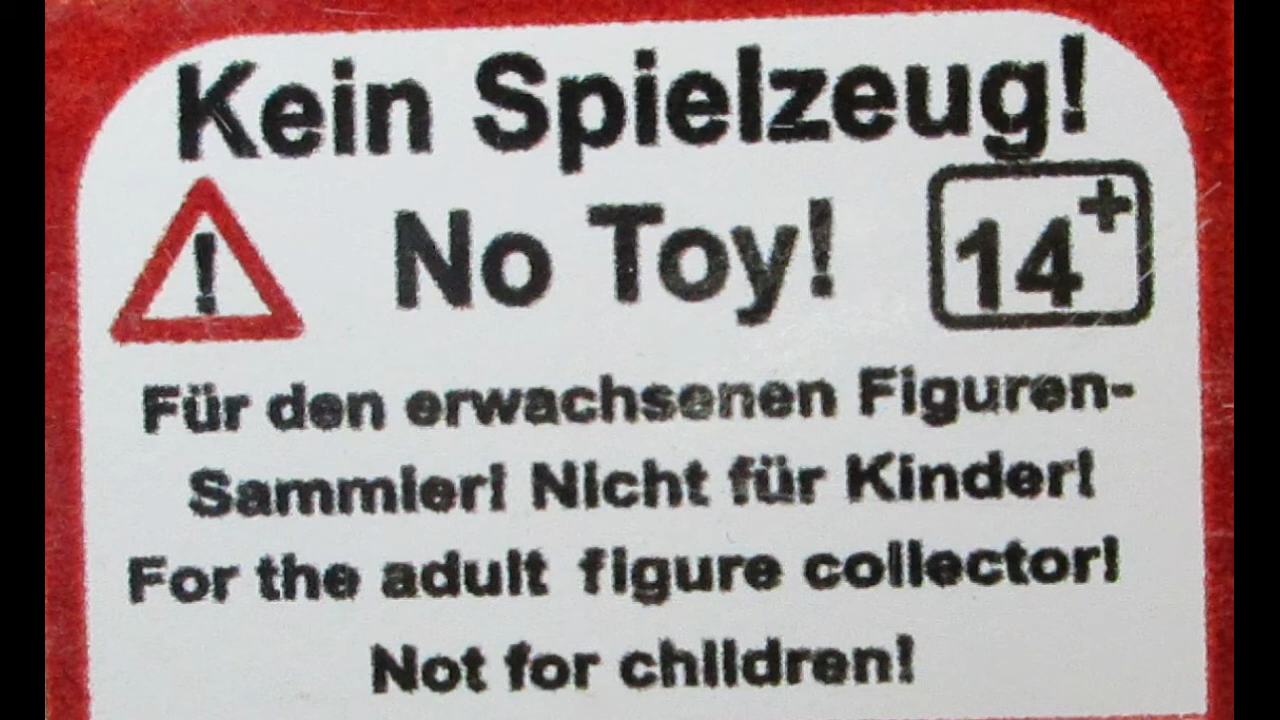 Kein Spielzeug!
! No Toy! 14+
Für den erwachsenen Figuren-
Sammler! Nicht für Kinder!
For the adult figure collector!
Not for children!